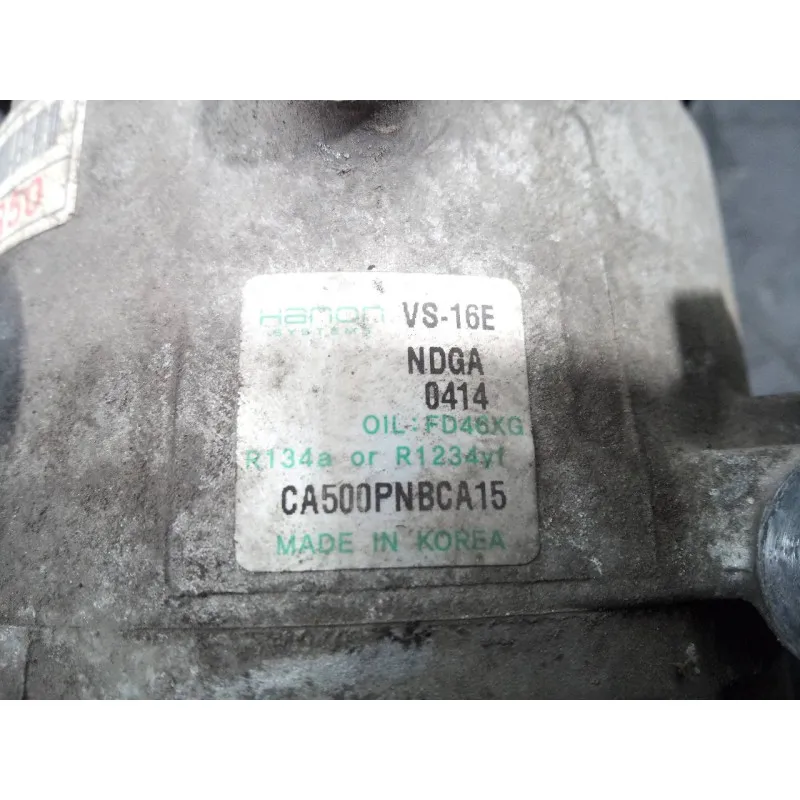 Hanon VS-16E
SYSTEMS
NDGA
0414
OIL: FD46XG
R134a or R1234yf
CA500PNBCA15
MADE IN KOREA